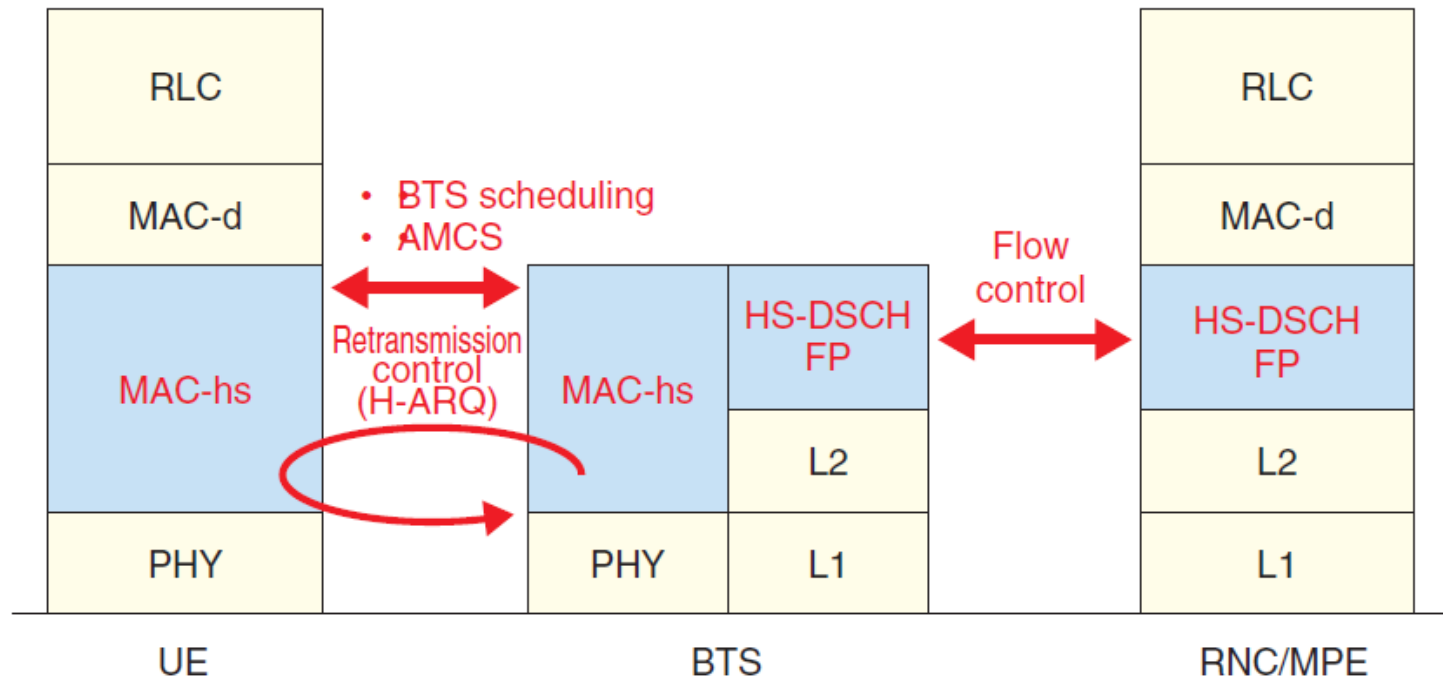 RLC
MAC-d
MAC-hs
PHY
UE
• • BTS scheduling
• • AMCS
Retransmission
control
(H-ARQ)
MAC-hs
PHY
HS-DSCH
FP
L2
L1
BTS
Flow
control
RLC
MAC-d
HS-DSCH
FP
L2
L1
RNC/MPE